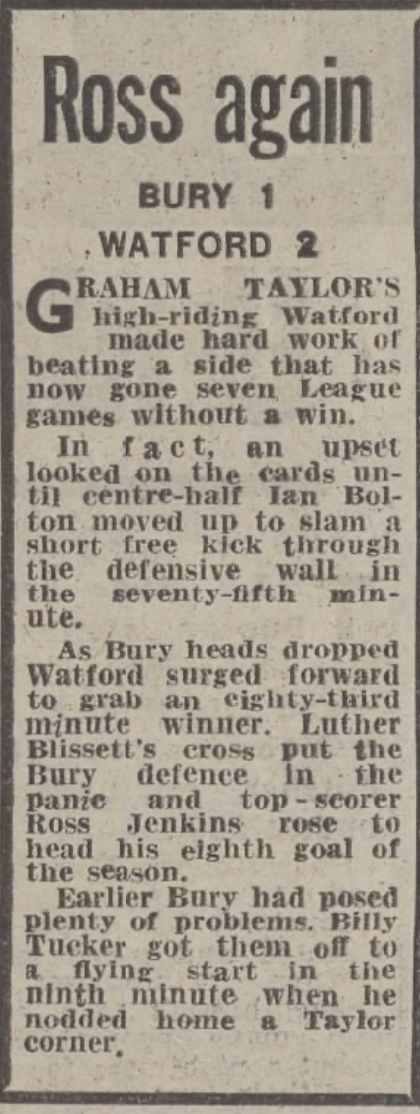 Ross again
BURY 1
WATFORD 2
GRAHAM TAYLOR'S
high-riding Watford
made hard work of
beating a side that has
now gone seven League
games without a win.
In fact, an upset
looked on the cards un-
til centre-half Ian Bol-
ton moved up to slam a
short free kick through
the defensive wall in
the seventy-fifth min-
ute.
As Bury heads dropped
Watford surged forward
to grab an eighty-third
minute winner. Luther
Blissett's cross put the
Bury defence in the
panic and top-scorer
Ross Jenkins rose to
head his eighth goal of
the season.
Earlier Bury had posed
plenty of problems. Billy
Tucker got them off to
a flying start in the
ninth minute when he
nodded home a Taylor
corner.